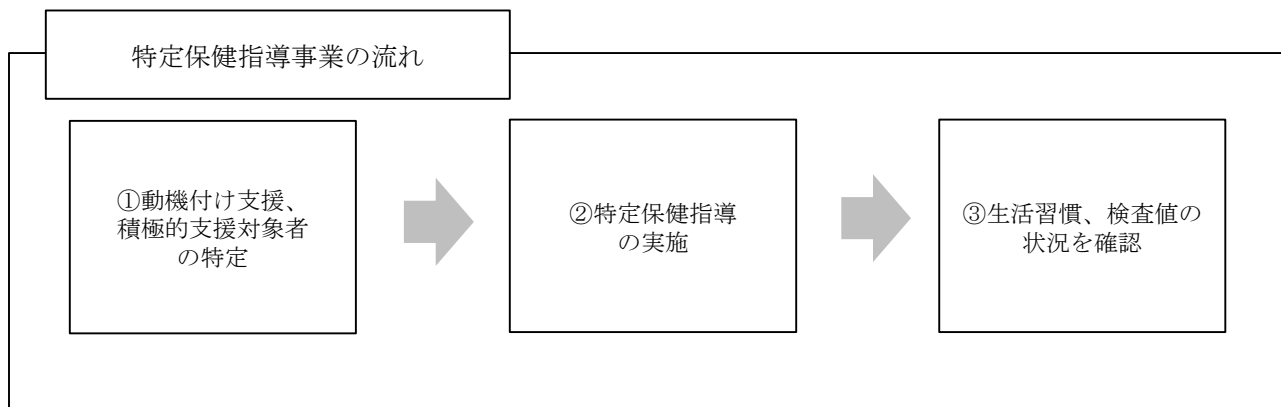 特定保健指導事業の流れ
①動機付け支援、
積極的支援対象者
の特定
②特定保健指導
の実施
③生活習慣、検査値の
状況を確認